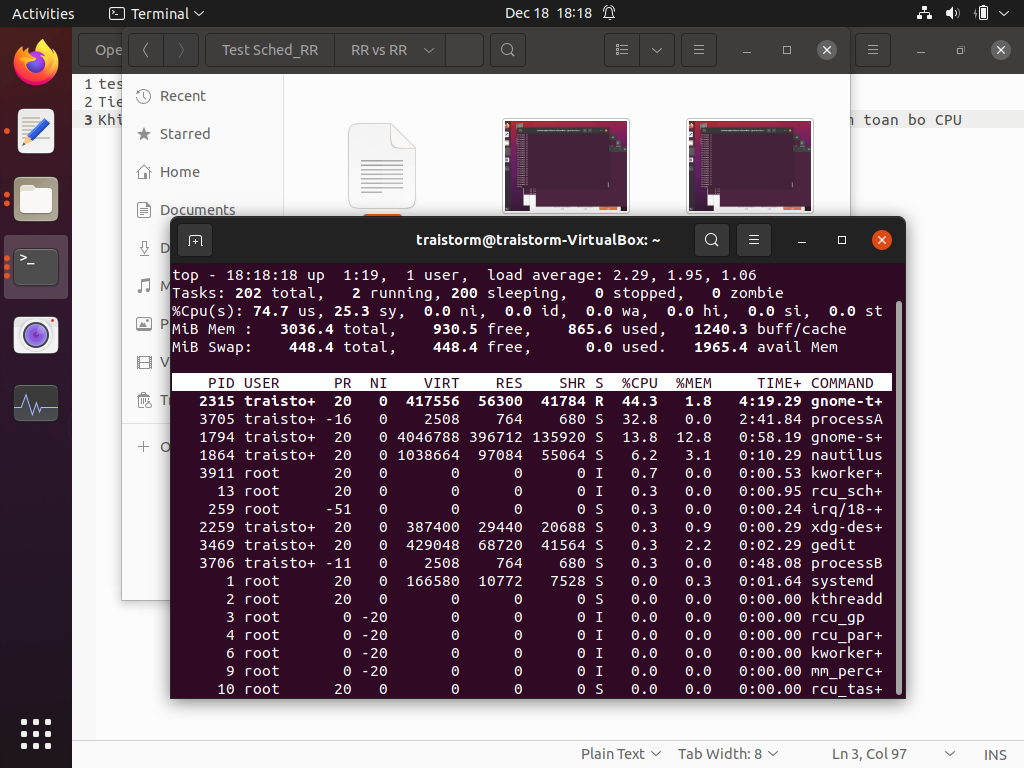 Activities Terminal Dec 18 18:18
Ope Test Sched_RR RR vs RR
1 tes
2 Tie
3 Khi n toan bo CPU
Recent
Starred
Home
Documents
D
M
P
V
T
O
traistorm@traistorm-VirtualBox: ~
top - 18:18:18 up  1:19,  1 user,  load average: 2.29, 1.95, 1.06
Tasks: 202 total,   2 running, 200 sleeping,   0 stopped,   0 zombie
%Cpu(s): 74.7 us, 25.3 sy,  0.0 ni,  0.0 id,  0.0 wa,  0.0 hi,  0.0 si,  0.0 st
MiB Mem :   3036.4 total,    930.5 free,    865.6 used,   1240.3 buff/cache
MiB Swap:    448.4 total,    448.4 free,      0.0 used.   1965.4 avail Mem
PID USER      PR  NI    VIRT    RES    SHR S  %CPU  %MEM     TIME+ COMMAND
2315 traisto+  20   0  417556  56300  41784 R  44.3   1.8   4:19.29 gnome-t+
3705 traisto+ -16   0    2508    764    680 S  32.8   0.0   2:41.84 processA
1794 traisto+  20   0 4046788 396712 135920 S  13.8  12.8   0:58.19 gnome-s+
1864 traisto+  20   0 1038664  97084  55064 S   6.2   3.1   0:10.29 nautilus
3911 root      20   0       0      0      0 I   0.7   0.0   0:00.53 kworker+
13 root      20   0       0      0      0 I   0.3   0.0   0:00.95 rcu_sch+
259 root     -51   0       0      0      0 S   0.3   0.0   0:00.24 irq/18-+
2259 traisto+  20   0  387400  29440  20688 S   0.3   0.9   0:00.29 xdg-des+
3469 traisto+  20   0  429048  68720  41564 S   0.3   2.2   0:02.29 gedit
3706 traisto+ -11   0    2508    764    680 S   0.3   0.0   0:48.08 processB
1 root      20   0  166580  10772   7528 S   0.0   0.3   0:01.64 systemd
2 root      20   0       0      0      0 S   0.0   0.0   0:00.00 kthreadd
3 root       0 -20       0      0      0 I   0.0   0.0   0:00.00 rcu_gp
4 root       0 -20       0      0      0 I   0.0   0.0   0:00.00 rcu_par+
6 root       0 -20       0      0      0 I   0.0   0.0   0:00.00 kworker+
9 root       0 -20       0      0      0 I   0.0   0.0   0:00.00 mm_perc+
10 root      20   0       0      0      0 S   0.0   0.0   0:00.00 rcu_tas+
Plain Text Tab Width: 8 Ln 3, Col 97 INS